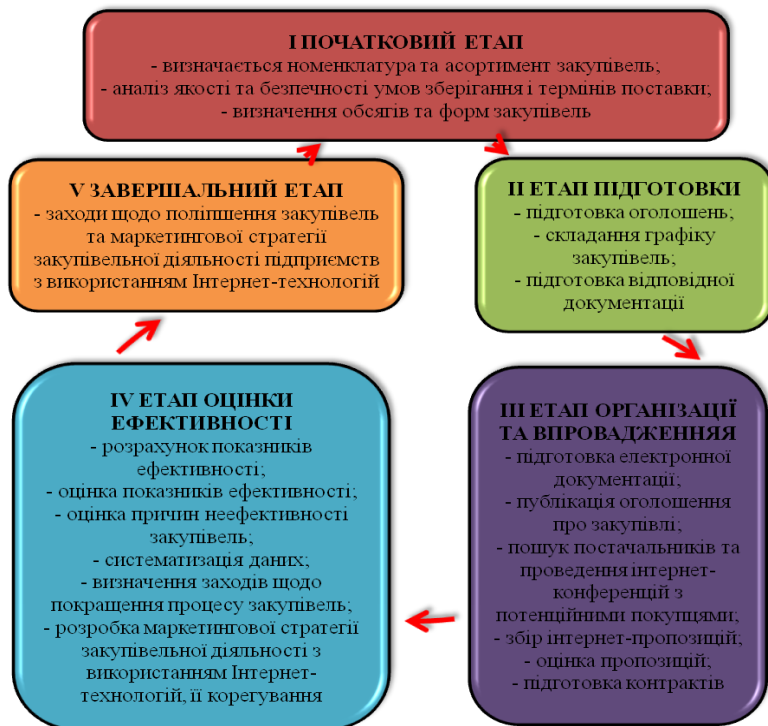 І ПОЧАТКОВИЙ ЕТАП
- визначається номенклатура та асортимент закупівель;
- аналіз якості та безпечності умов зберігання і термінів поставки;
- визначення обсягів та форм закупівель
ІІ ЕТАП ПІДГОТОВКИ
- підготовка оголошень;
- складання графіку
закупівель;
- підготовка відповідної
документації
ІІІ ЕТАП ОРГАНІЗАЦІЇ
ТА ВПРОВАДЖЕННЯЯ
- підготовка електронної
документації;
- публікація оголошення
про закупівлі;
- пошук постачальників та
проведення інтернет-
конференцій з
потенційними покупцями;
- збір інтернет-пропозицій;
- оцінка пропозицій;
- підготовка контрактів
IV ЕТАП ОЦІНКИ
ЕФЕКТИВНОСТІ
- розрахунок показників
ефективності;
- оцінка показників ефективності;
- оцінка причин неефективності
закупівель;
- систематизація даних;
- визначення заходів щодо
покращення процесу закупівель;
- розробка маркетингової стратегії
закупівельної діяльності з
використанням Інтернет-
технологій, її корегування
V ЗАВЕРШАЛЬНИЙ ЕТАП
- заходи щодо поліпшення закупівель
та маркетингової стратегії
закупівельної діяльності підприємств
з використанням Інтернет-технологій